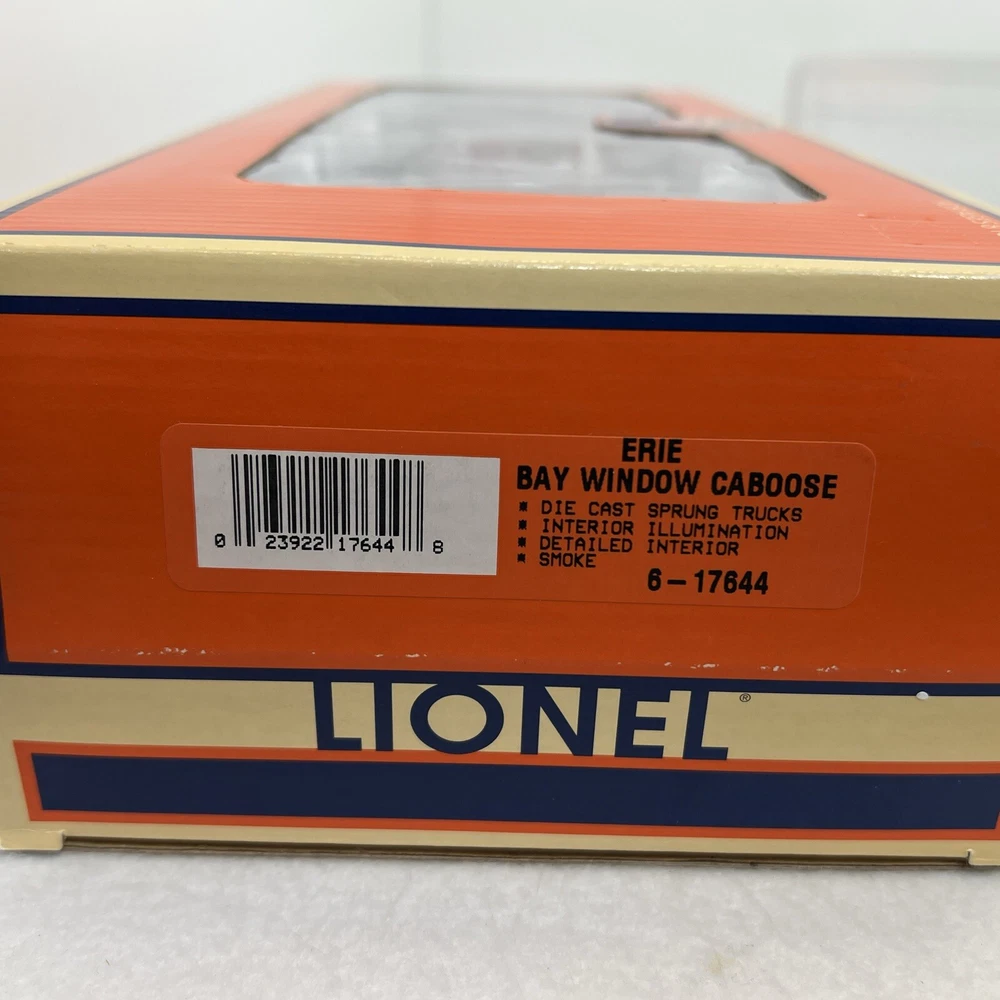 ERIE
BAY WINDOW CABOOSE
* DIE CAST SPRUNG TRUCKS
* INTERIOR ILLUMINATION
* DETAILED INTERIOR
* SMOKE
6-17644
0 23922 17644 8
LIONEL®